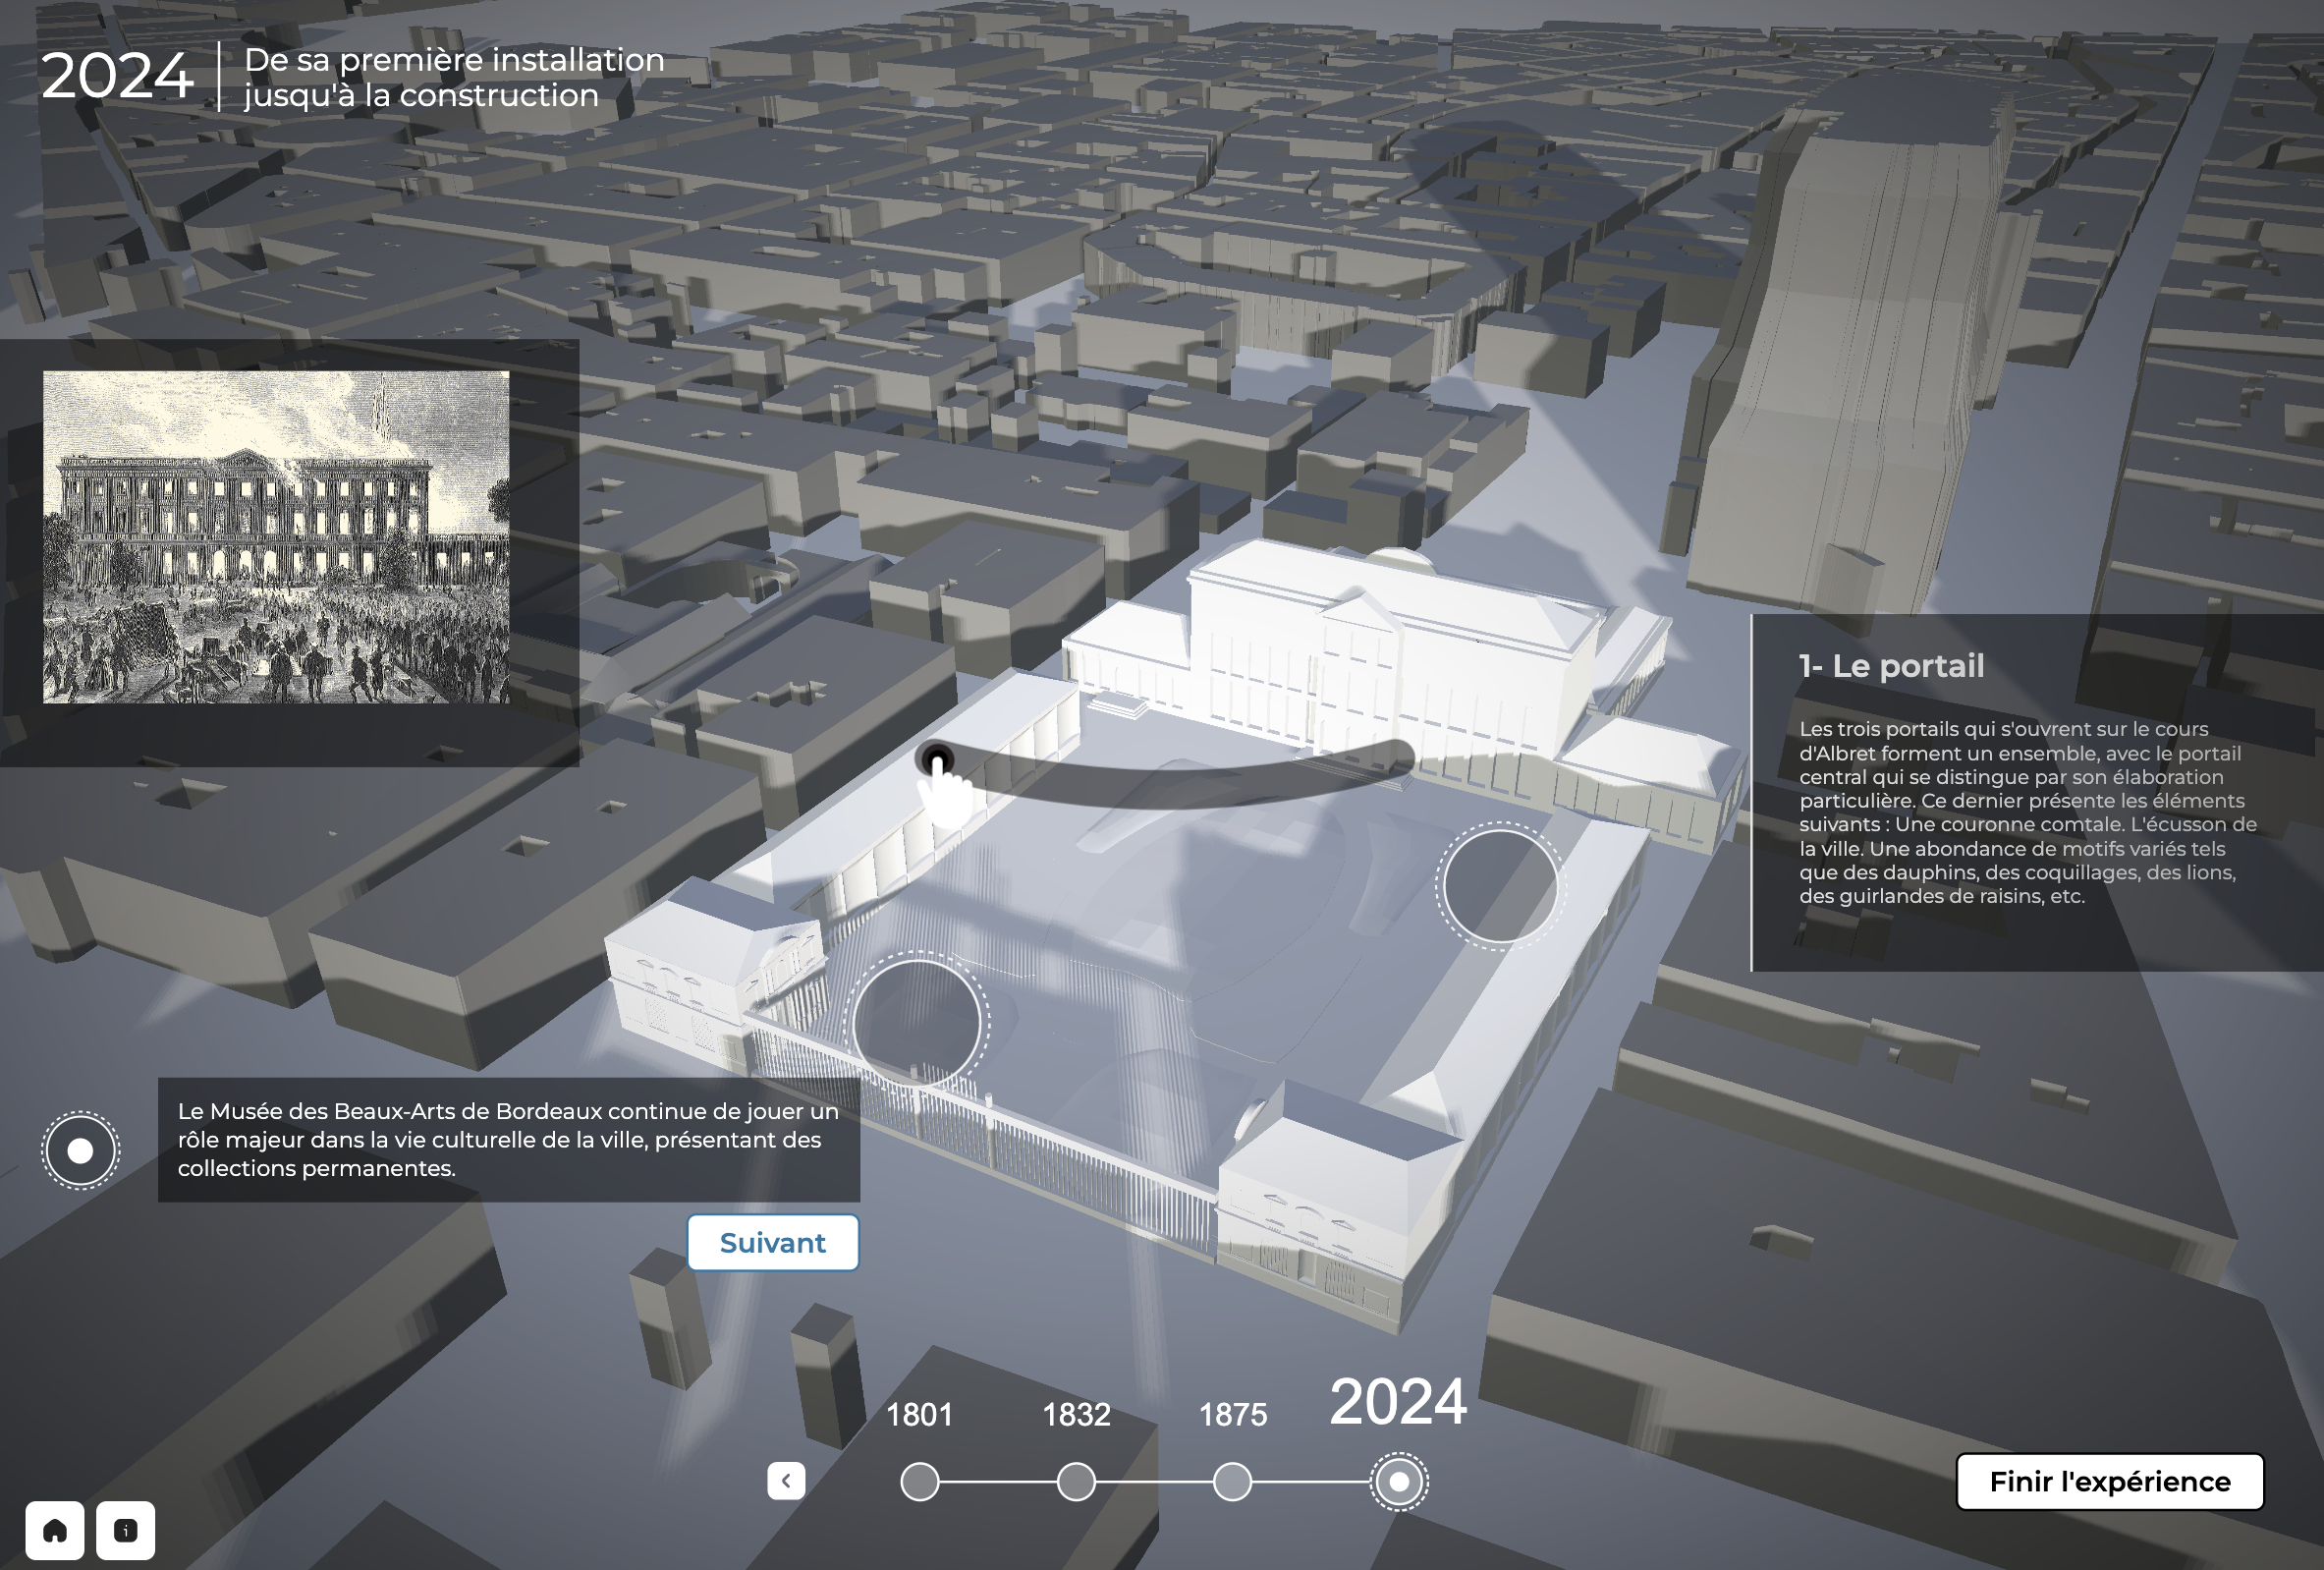 2024
De sa première installation
jusqu'à la construction
1- Le portail
Les trois portails qui s'ouvrent sur le cours
d'Albret forment un ensemble, avec le portail
central qui se distingue par son élaboration
particulière. Ce dernier présente les éléments
suivants : Une couronne comtale. L'écusson de
la ville. Une abondance de motifs variés tels
que des dauphins, des coquillages, des lions,
des guirlandes de raisins, etc.
Le Musée des Beaux-Arts de Bordeaux continue de jouer un
rôle majeur dans la vie culturelle de la ville, présentant des
collections permanentes.
Suivant
1801 1832 1875 2024
Finir l'expérience